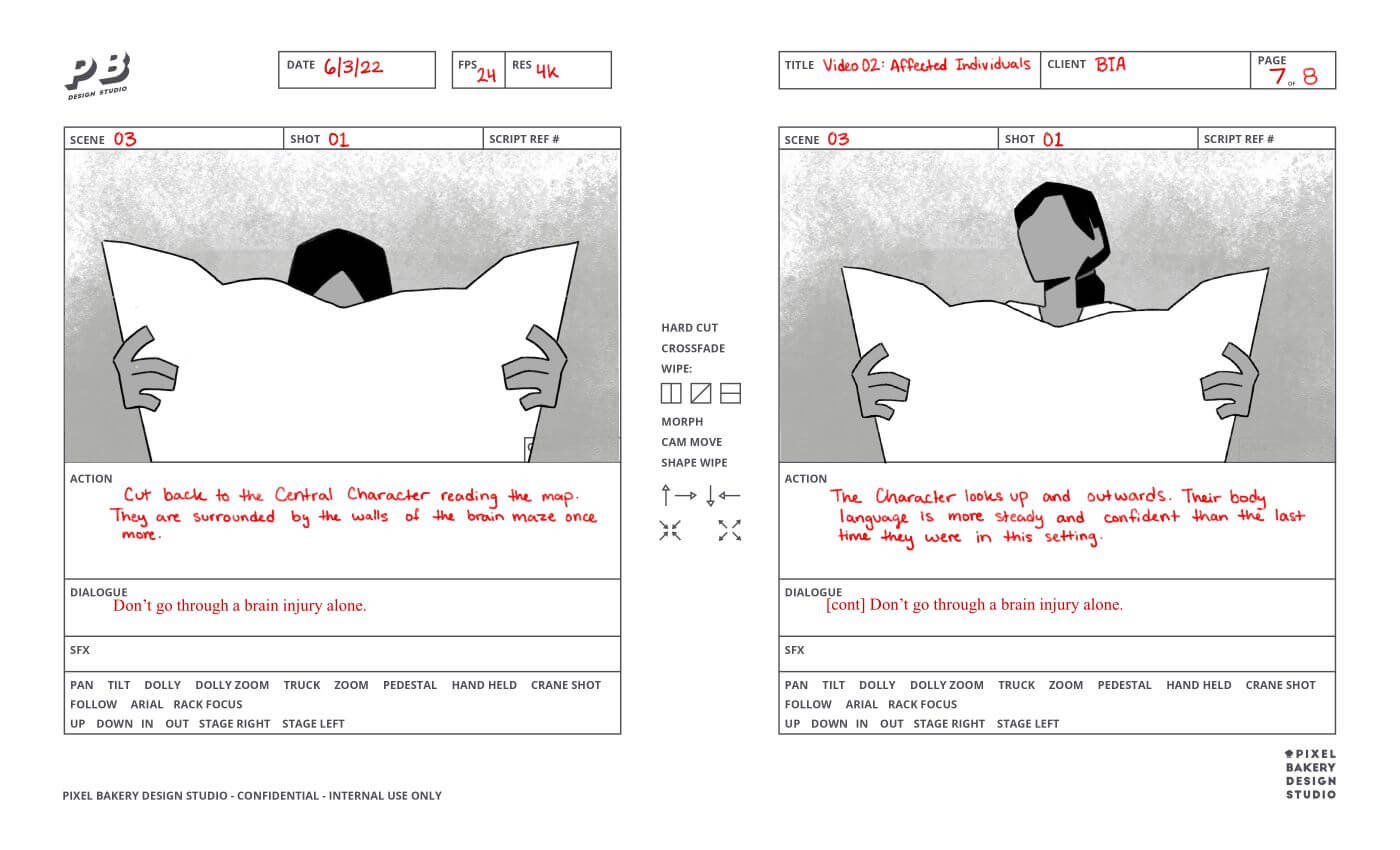 PB
DESIGN STUDIO
DATE 6/3/22
FPS 24
RES 4K
TITLE Video 02: Affected Individuals
CLIENT BIA
PAGE 7 OF 8
SCENE 03
SHOT 01
SCRIPT REF #
ACTION
Cut back to the Central Character reading the map.
They are surrounded by the walls of the brain maze once
more.
DIALOGUE
Don’t go through a brain injury alone.
SFX
PAN TILT DOLLY DOLLY ZOOM TRUCK ZOOM PEDESTAL HAND HELD CRANE SHOT
FOLLOW ARIAL RACK FOCUS
UP DOWN IN OUT STAGE RIGHT STAGE LEFT
HARD CUT
CROSSFADE
WIPE:
MORPH
CAM MOVE
SHAPE WIPE
SCENE 03
SHOT 01
SCRIPT REF #
ACTION
The Character looks up and outwards. Their body
language is more steady and confident than the last
time they were in this setting.
DIALOGUE
[cont] Don’t go through a brain injury alone.
SFX
PAN TILT DOLLY DOLLY ZOOM TRUCK ZOOM PEDESTAL HAND HELD CRANE SHOT
FOLLOW ARIAL RACK FOCUS
UP DOWN IN OUT STAGE RIGHT STAGE LEFT
PIXEL BAKERY DESIGN STUDIO - CONFIDENTIAL - INTERNAL USE ONLY
PIXEL
BAKERY
DESIGN
STUDIO